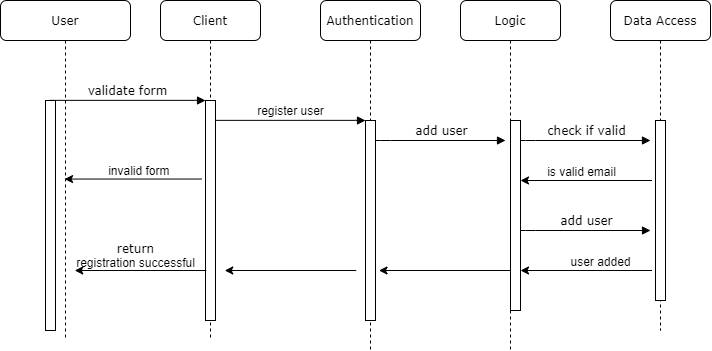 User
Client
Authentication
Logic
Data Access
validate form
register user
add user
check if valid
invalid form
is valid email
add user
return
registration successful
user added